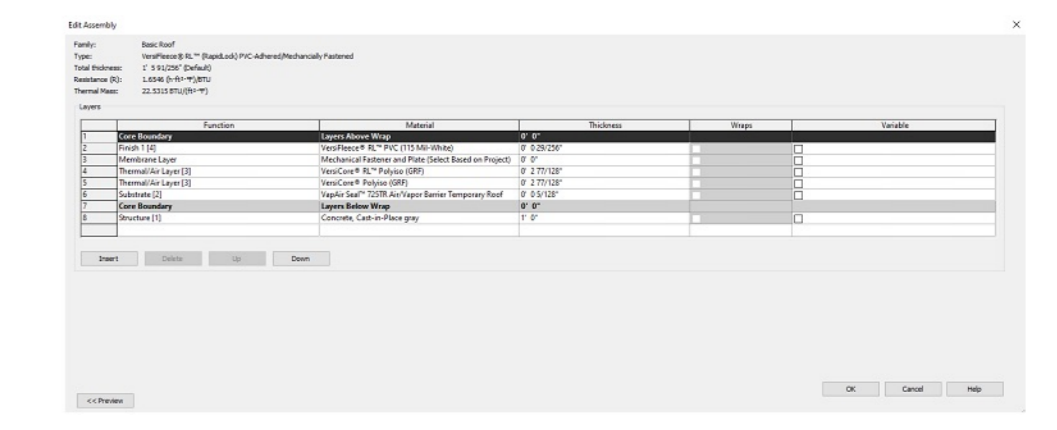 Edit Assembly
Family: Basic Roof
Type: VersiFleece® RL™ (RapidLock) PVC-Adhered/Mechancially Fastened
Total thickness: 1' 5 91/256" (Default)
Resistance (R): 1.6546 (h·ft²·°F)/BTU
Thermal Mass: 22.5315 BTU/(ft²·°F)
Layers
Function Material Thickness Wraps Variable
1 Core Boundary Layers Above Wrap 0' 0"
2 Finish 1 [4] VersiFleece® RL™ PVC (115 Mil-White) 0' 0 29/256"
3 Membrane Layer Mechanical Fastener and Plate (Select Based on Project) 0' 0"
4 Thermal/Air Layer [3] VersiCore® RL™ Polyiso (GRF) 0' 2 77/128"
5 Thermal/Air Layer [3] VersiCore® Polyiso (GRF) 0' 2 77/128"
6 Substrate [2] VapAir Seal™ 725TR Air/Vapor Barrier Temporary Roof 0' 0 5/128"
7 Core Boundary Layers Below Wrap 0' 0"
8 Structure [1] Concrete, Cast-in-Place gray 1' 0"
Insert Delete Up Down
OK Cancel Help
<< Preview